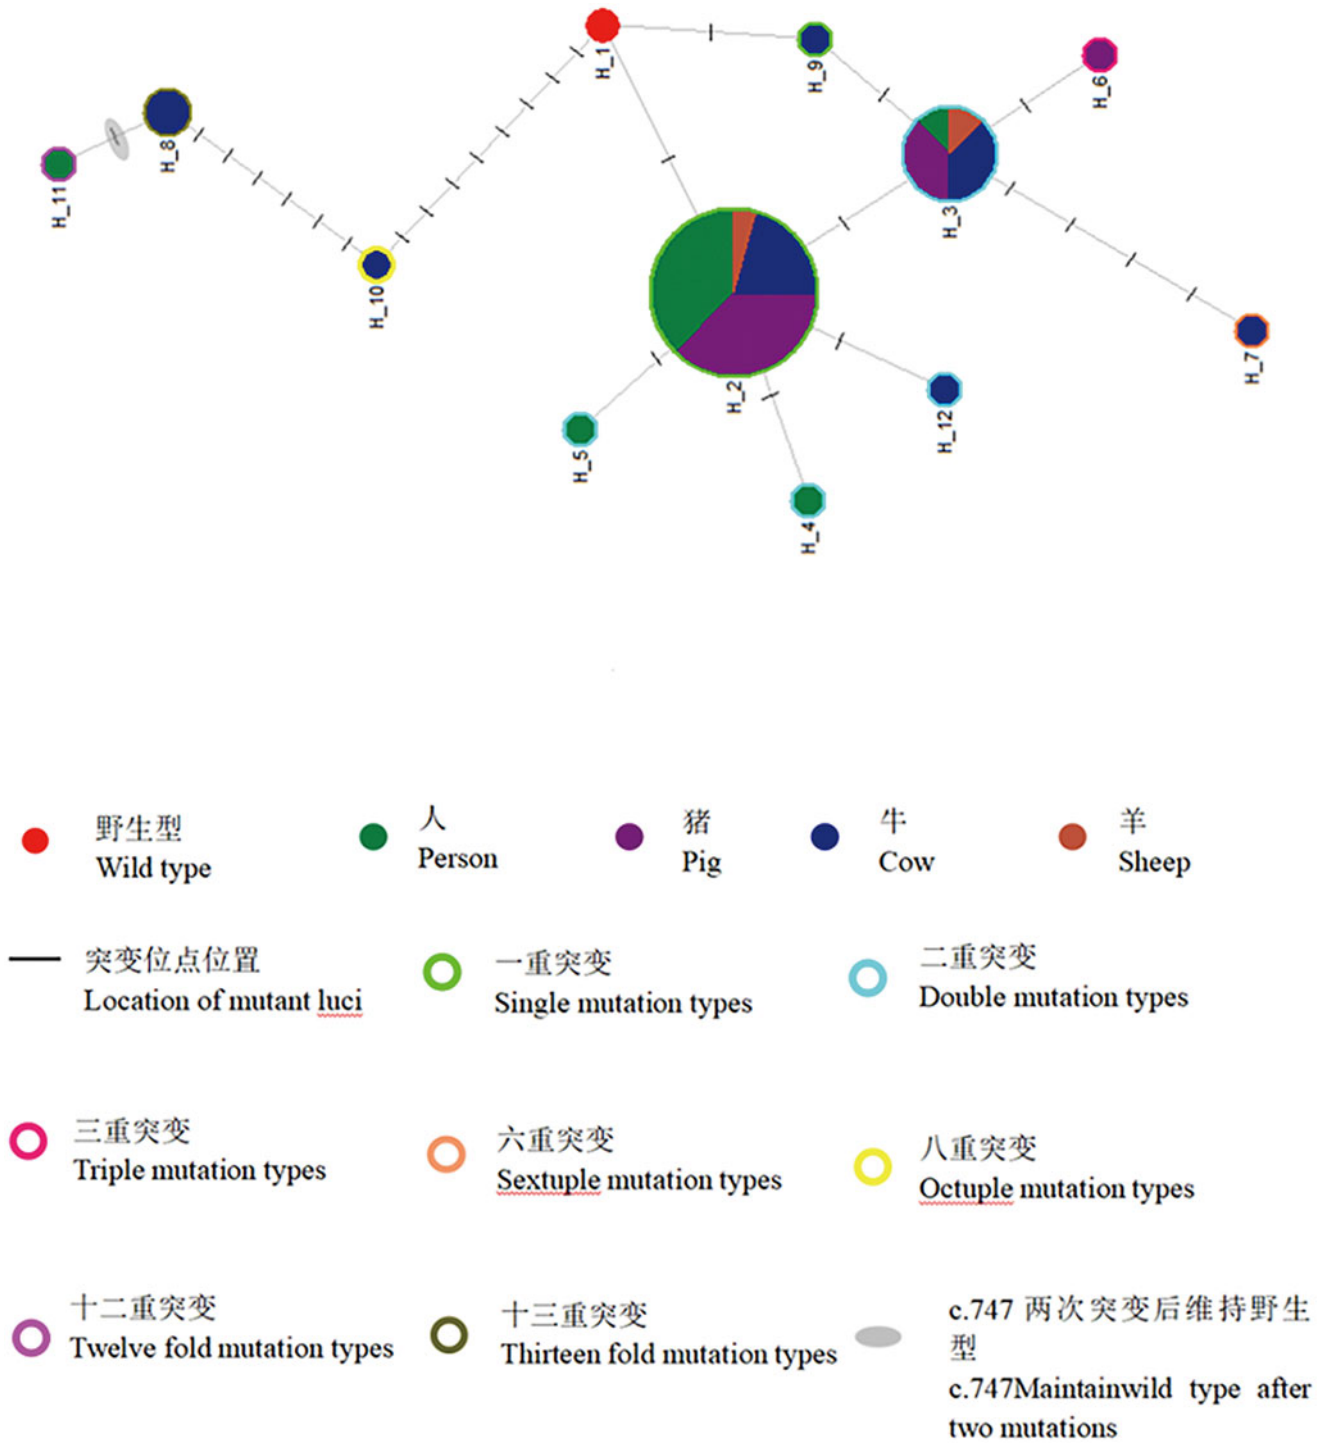 H_1
H_9
H_6
H_8
H_11
H_3
H_10
H_7
H_2
H_12
H_5
H_4
野生型
Wild type
人
Person
猪
Pig
牛
Cow
羊
Sheep
突变位点位置
Location of mutant luci
一重突变
Single mutation types
二重突变
Double mutation types
三重突变
Triple mutation types
六重突变
Sextuple mutation types
八重突变
Octuple mutation types
十二重突变
Twelve fold mutation types
十三重突变
Thirteen fold mutation types
c.747 两次突变后维持野生
型
c.747Maintainwild type after
two mutations